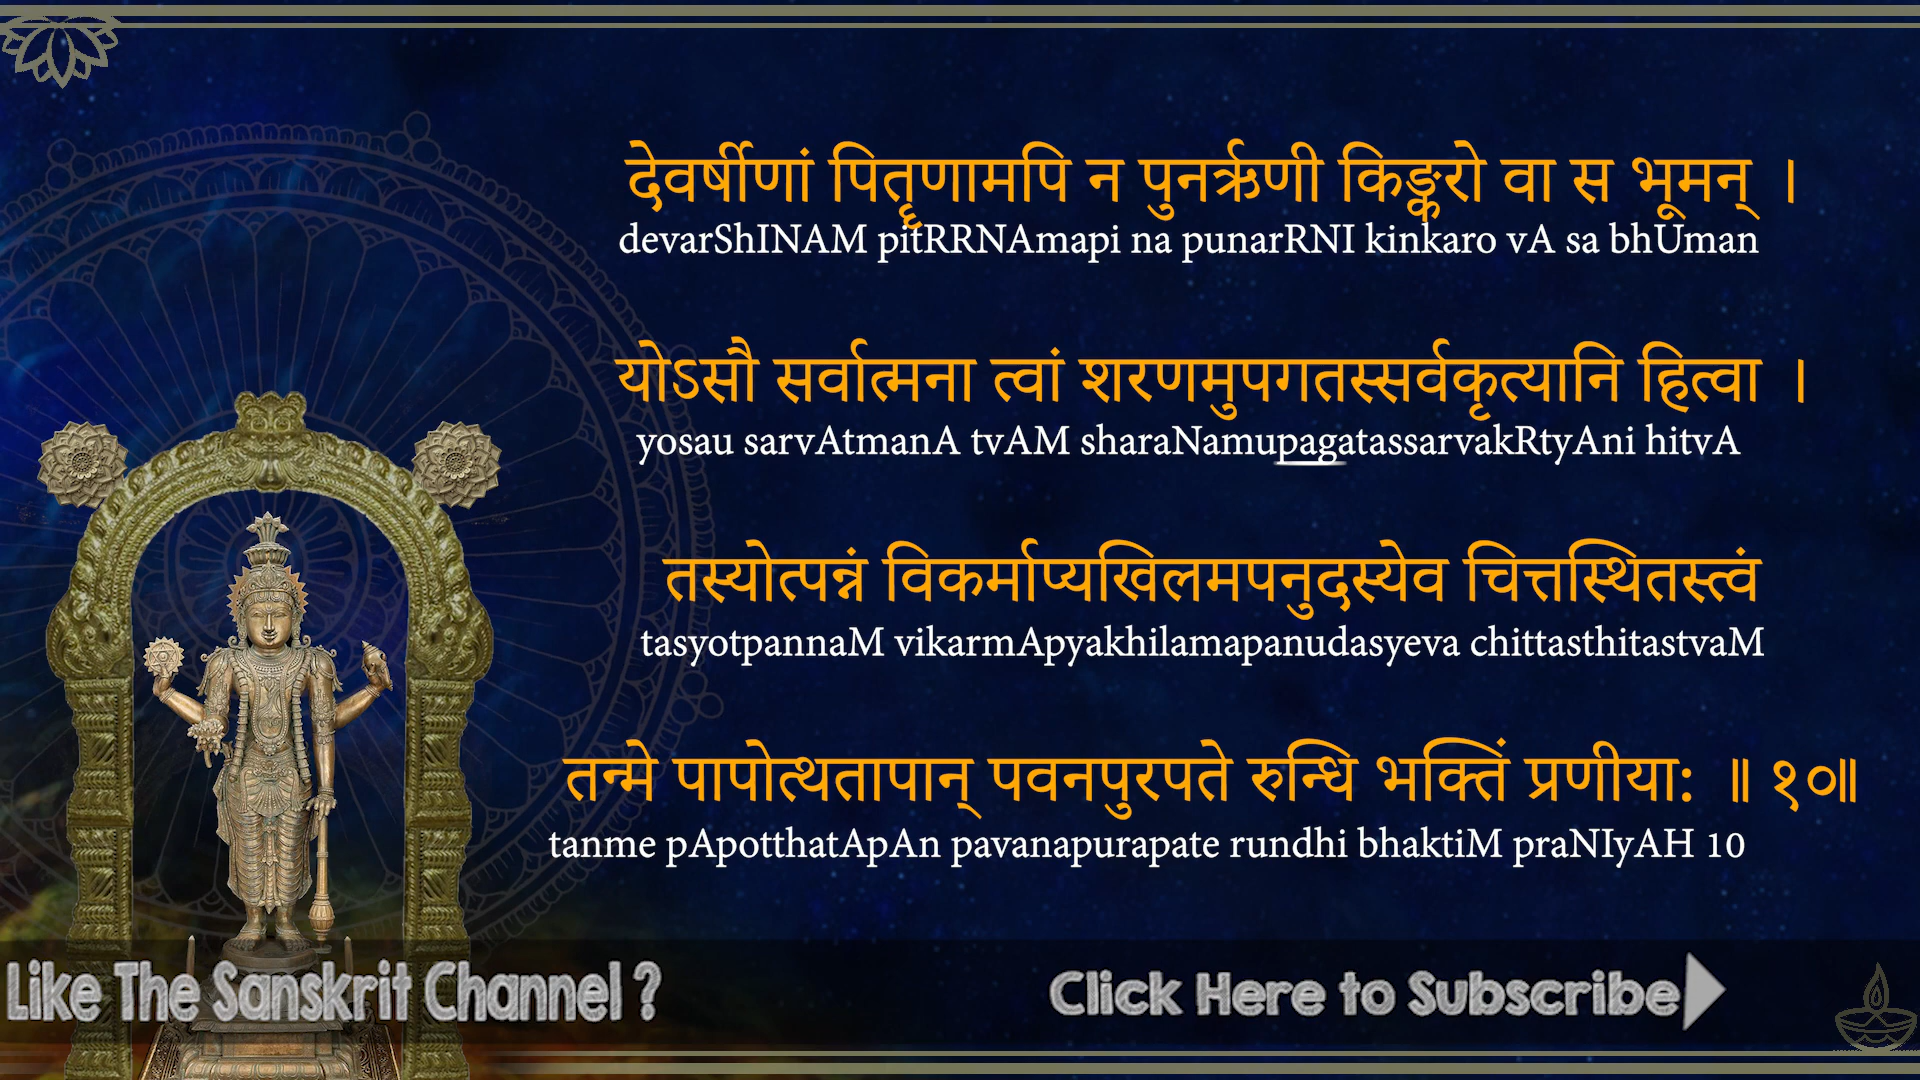 देवर्षीणां पितॄणामपि न पुनर्ऋणी किङ्करो वा स भूमन् ।
devarShINAM pitRRNAmapi na punarRNI kinkaro vA sa bhUman
योऽसौ सर्वात्मना त्वां शरणमुपगतस्सर्वकृत्यानि हित्वा ।
yosau sarvAtmanA tvAM sharaNamupagatassarvakRtyAni hitvA
तस्योत्पन्नं विकर्माप्यखिलमपनुदस्येव चित्तस्थितस्त्वं
tasyotpannaM vikarmApyakhilamapanudasyeva chittasthitastvaM
तन्मे पापोत्थतापान् पवनपुरपते रुन्धि भक्तिं प्रणीयाः ॥ १०॥
tanme pApotthatApAn pavanapurapate rundhi bhaktiM praNIyAH 10
Like The Sanskrit Channel ?
Click Here to Subscribe